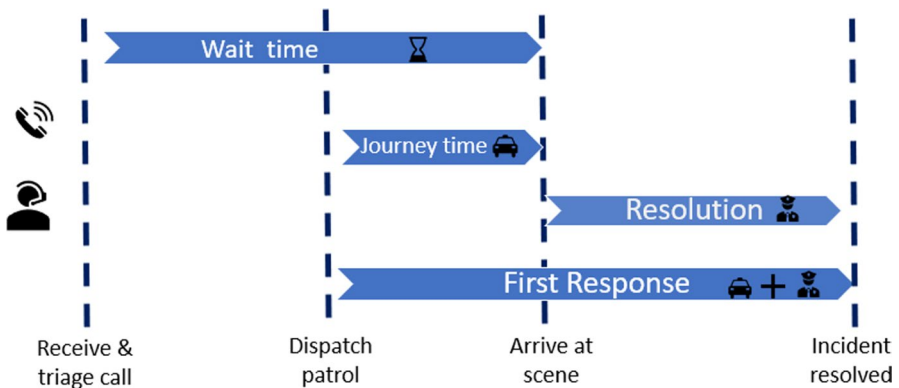 Wait time
Journey time
Resolution
First Response
Receive &
triage call
Dispatch
patrol
Arrive at
scene
Incident
resolved